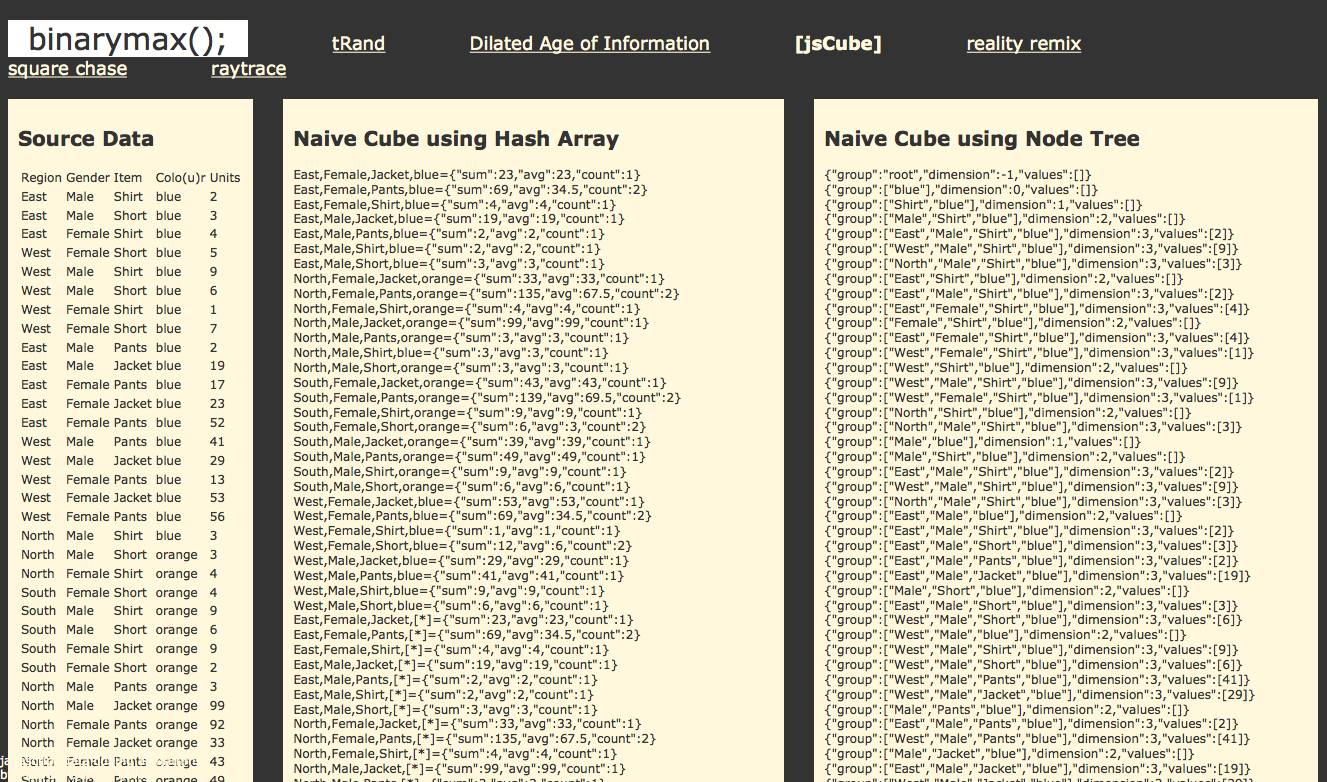 binarymax(); tRand Dilated Age of Information [jsCube] reality remix
square chase raytrace
Source Data
Region Gender Item Colo(u)r Units
East Male Shirt blue 2
East Male Short blue 3
East Female Shirt blue 4
West Female Short blue 5
West Male Shirt blue 9
West Male Short blue 6
West Female Shirt blue 1
West Female Short blue 7
East Male Pants blue 2
East Male Jacket blue 19
East Female Pants blue 17
East Female Jacket blue 23
East Female Pants blue 52
West Male Pants blue 41
West Male Jacket blue 29
West Female Pants blue 13
West Female Jacket blue 53
West Female Pants blue 56
North Male Shirt blue 3
North Male Short orange 3
North Female Shirt orange 4
South Female Short orange 4
South Male Shirt orange 9
South Male Short orange 6
South Female Shirt orange 9
South Female Short orange 2
North Male Pants orange 3
North Male Jacket orange 99
North Female Pants orange 92
North Female Jacket orange 33
North Female Pants orange 43
South Male Pants orange 49
Naive Cube using Hash Array
East,Female,Jacket,blue={"sum":23,"avg":23,"count":1}
East,Female,Pants,blue={"sum":69,"avg":34.5,"count":2}
East,Female,Shirt,blue={"sum":4,"avg":4,"count":1}
East,Male,Jacket,blue={"sum":19,"avg":19,"count":1}
East,Male,Pants,blue={"sum":2,"avg":2,"count":1}
East,Male,Shirt,blue={"sum":2,"avg":2,"count":1}
East,Male,Short,blue={"sum":3,"avg":3,"count":1}
North,Female,Jacket,orange={"sum":33,"avg":33,"count":1}
North,Female,Pants,orange={"sum":135,"avg":67.5,"count":2}
North,Female,Shirt,orange={"sum":4,"avg":4,"count":1}
North,Male,Jacket,orange={"sum":99,"avg":99,"count":1}
North,Male,Pants,orange={"sum":3,"avg":3,"count":1}
North,Male,Shirt,blue={"sum":3,"avg":3,"count":1}
North,Male,Short,orange={"sum":3,"avg":3,"count":1}
South,Female,Jacket,orange={"sum":43,"avg":43,"count":1}
South,Female,Pants,orange={"sum":139,"avg":69.5,"count":2}
South,Female,Shirt,orange={"sum":9,"avg":9,"count":1}
South,Female,Short,orange={"sum":6,"avg":3,"count":2}
South,Male,Jacket,orange={"sum":39,"avg":39,"count":1}
South,Male,Pants,orange={"sum":49,"avg":49,"count":1}
South,Male,Shirt,orange={"sum":9,"avg":9,"count":1}
South,Male,Short,orange={"sum":6,"avg":6,"count":1}
West,Female,Jacket,blue={"sum":53,"avg":53,"count":1}
West,Female,Pants,blue={"sum":69,"avg":34.5,"count":2}
West,Female,Shirt,blue={"sum":1,"avg":1,"count":1}
West,Female,Short,blue={"sum":12,"avg":6,"count":2}
West,Male,Jacket,blue={"sum":29,"avg":29,"count":1}
West,Male,Pants,blue={"sum":41,"avg":41,"count":1}
West,Male,Shirt,blue={"sum":9,"avg":9,"count":1}
West,Male,Short,blue={"sum":6,"avg":6,"count":1}
East,Female,Jacket,[*]={"sum":23,"avg":23,"count":1}
East,Female,Pants,[*]={"sum":69,"avg":34.5,"count":2}
East,Female,Shirt,[*]={"sum":4,"avg":4,"count":1}
East,Male,Jacket,[*]={"sum":19,"avg":19,"count":1}
East,Male,Pants,[*]={"sum":2,"avg":2,"count":1}
East,Male,Shirt,[*]={"sum":2,"avg":2,"count":1}
East,Male,Short,[*]={"sum":3,"avg":3,"count":1}
North,Female,Jacket,[*]={"sum":33,"avg":33,"count":1}
North,Female,Pants,[*]={"sum":135,"avg":67.5,"count":2}
North,Female,Shirt,[*]={"sum":4,"avg":4,"count":1}
North,Male,Jacket,[*]={"sum":99,"avg":99,"count":1}
Naive Cube using Node Tree
{"group":"root","dimension":-1,"values":[]}
{"group":["blue"],"dimension":0,"values":[]}
{"group":["Shirt","blue"],"dimension":1,"values":[]}
{"group":["Male","Shirt","blue"],"dimension":2,"values":[]}
{"group":["East","Male","Shirt","blue"],"dimension":3,"values":[2]}
{"group":["West","Male","Shirt","blue"],"dimension":3,"values":[9]}
{"group":["North","Male","Shirt","blue"],"dimension":3,"values":[3]}
{"group":["East","Shirt","blue"],"dimension":2,"values":[]}
{"group":["East","Male","Shirt","blue"],"dimension":3,"values":[2]}
{"group":["East","Female","Shirt","blue"],"dimension":3,"values":[4]}
{"group":["Female","Shirt","blue"],"dimension":2,"values":[]}
{"group":["East","Female","Shirt","blue"],"dimension":3,"values":[4]}
{"group":["West","Female","Shirt","blue"],"dimension":3,"values":[1]}
{"group":["West","Shirt","blue"],"dimension":2,"values":[]}
{"group":["West","Male","Shirt","blue"],"dimension":3,"values":[9]}
{"group":["West","Female","Shirt","blue"],"dimension":3,"values":[1]}
{"group":["North","Shirt","blue"],"dimension":2,"values":[]}
{"group":["North","Male","Shirt","blue"],"dimension":3,"values":[3]}
{"group":["Male","blue"],"dimension":1,"values":[]}
{"group":["Male","Shirt","blue"],"dimension":2,"values":[]}
{"group":["East","Male","Shirt","blue"],"dimension":3,"values":[2]}
{"group":["West","Male","Shirt","blue"],"dimension":3,"values":[9]}
{"group":["North","Male","Shirt","blue"],"dimension":3,"values":[3]}
{"group":["East","Male","blue"],"dimension":2,"values":[]}
{"group":["East","Male","Shirt","blue"],"dimension":3,"values":[2]}
{"group":["East","Male","Short","blue"],"dimension":3,"values":[3]}
{"group":["East","Male","Pants","blue"],"dimension":3,"values":[2]}
{"group":["East","Male","Jacket","blue"],"dimension":3,"values":[19]}
{"group":["Male","Short","blue"],"dimension":2,"values":[]}
{"group":["East","Male","Short","blue"],"dimension":3,"values":[3]}
{"group":["West","Male","Short","blue"],"dimension":3,"values":[6]}
{"group":["West","Male","blue"],"dimension":2,"values":[]}
{"group":["West","Male","Shirt","blue"],"dimension":3,"values":[9]}
{"group":["West","Male","Short","blue"],"dimension":3,"values":[6]}
{"group":["West","Male","Pants","blue"],"dimension":3,"values":[41]}
{"group":["West","Male","Jacket","blue"],"dimension":3,"values":[29]}
{"group":["Male","Pants","blue"],"dimension":2,"values":[]}
{"group":["East","Male","Pants","blue"],"dimension":3,"values":[2]}
{"group":["West","Male","Pants","blue"],"dimension":3,"values":[41]}
{"group":["Male","Jacket","blue"],"dimension":2,"values":[]}
{"group":["East","Male","Jacket","blue"],"dimension":3,"values":[19]}